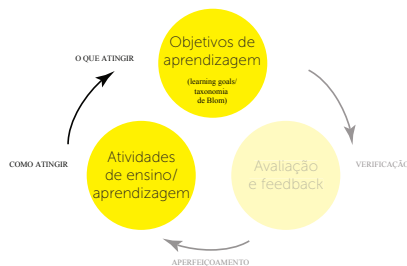 Objetivos de
aprendizagem
(learning goals/
taxonomia
de Blom)
O QUE ATINGIR
COMO ATINGIR
Atividades
de ensino/
aprendizagem
Avaliação
e feedback
VERIFICAÇÃO
APERFEIÇOAMENTO